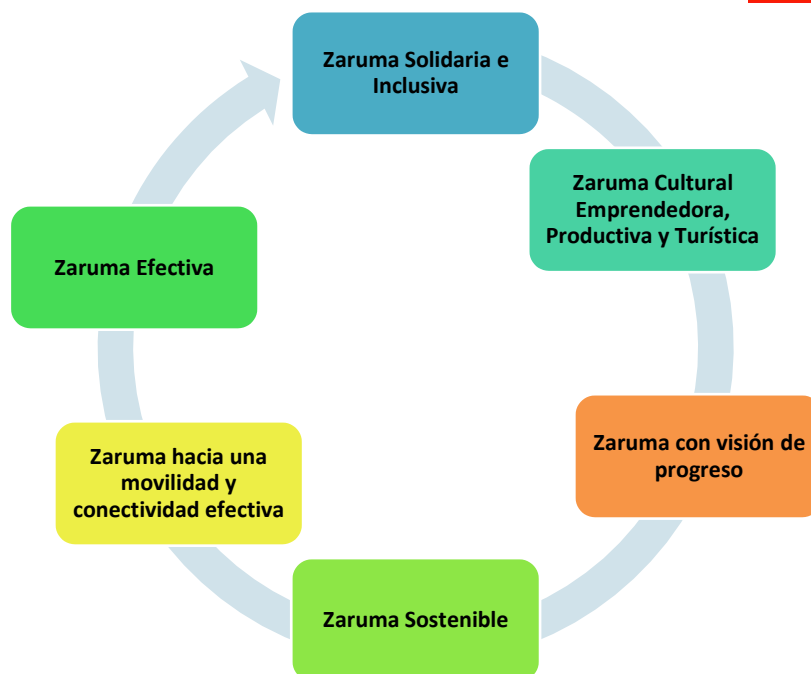 Zaruma Solidaria e
Inclusiva
Zaruma Cultural
Emprendedora,
Productiva y Turística
Zaruma con visión de
progreso
Zaruma Sostenible
Zaruma hacia una
movilidad y
conectividad efectiva
Zaruma Efectiva